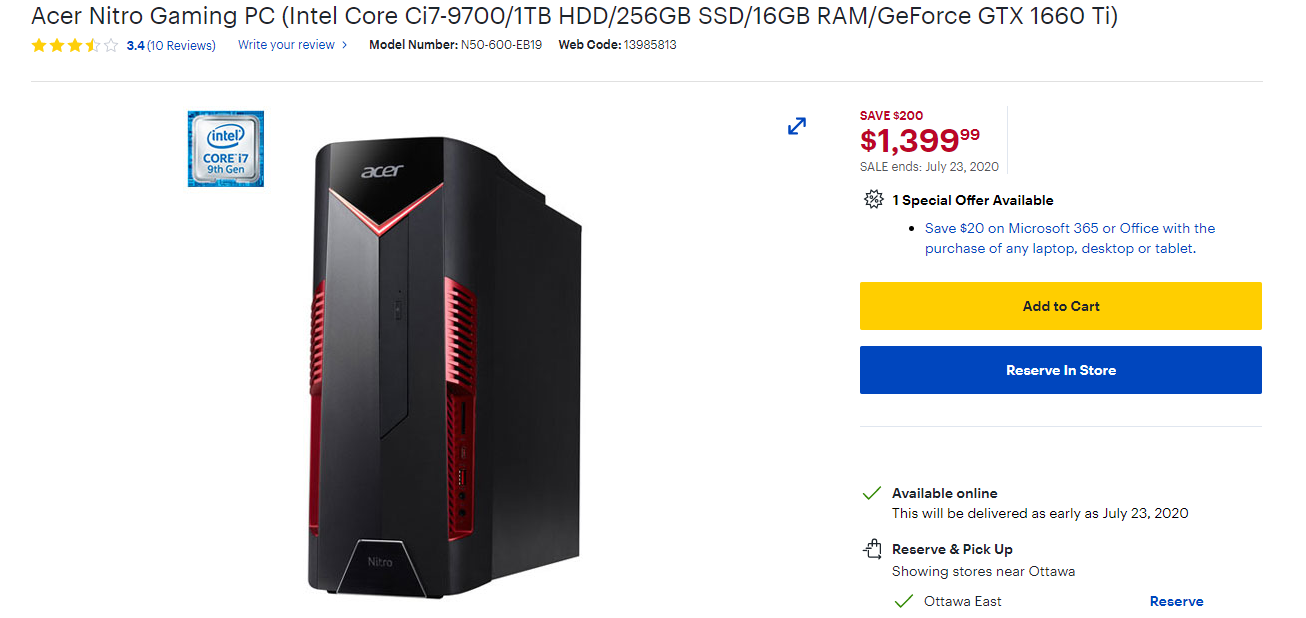 Acer Nitro Gaming PC (Intel Core Ci7-9700/1TB HDD/256GB SSD/16GB RAM/GeForce GTX 1660 Ti)
3.4 (10 Reviews) Write your review Model Number: N50-600-EB19 Web Code: 13985813
intel
CORE i7
9th Gen
acer
Nitro
SAVE $200
$1,399.99
SALE ends: July 23, 2020
1 Special Offer Available
Save $20 on Microsoft 365 or Office with the
purchase of any laptop, desktop or tablet.
Add to Cart
Reserve In Store
Available online
This will be delivered as early as July 23, 2020
Reserve & Pick Up
Showing stores near Ottawa
Ottawa East Reserve